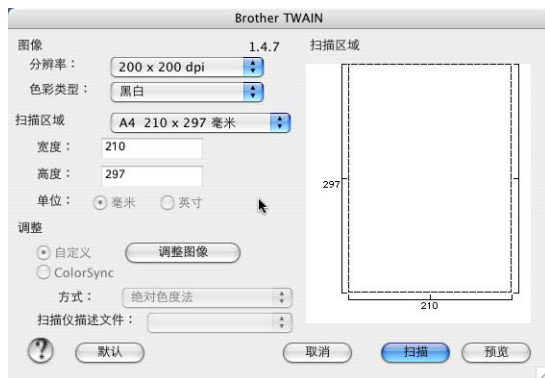 Brother TWAIN
图像 1.4.7
分辨率： 200 x 200 dpi
色彩类型： 黑白
扫描区域 A4 210 x 297 毫米
宽度： 210
高度： 297
单位： 毫米 英寸
调整
自定义 调整图像
ColorSync
方式： 绝对色度法
扫描仪描述文件：
? 默认
扫描区域
297
210
取消 扫描 预览